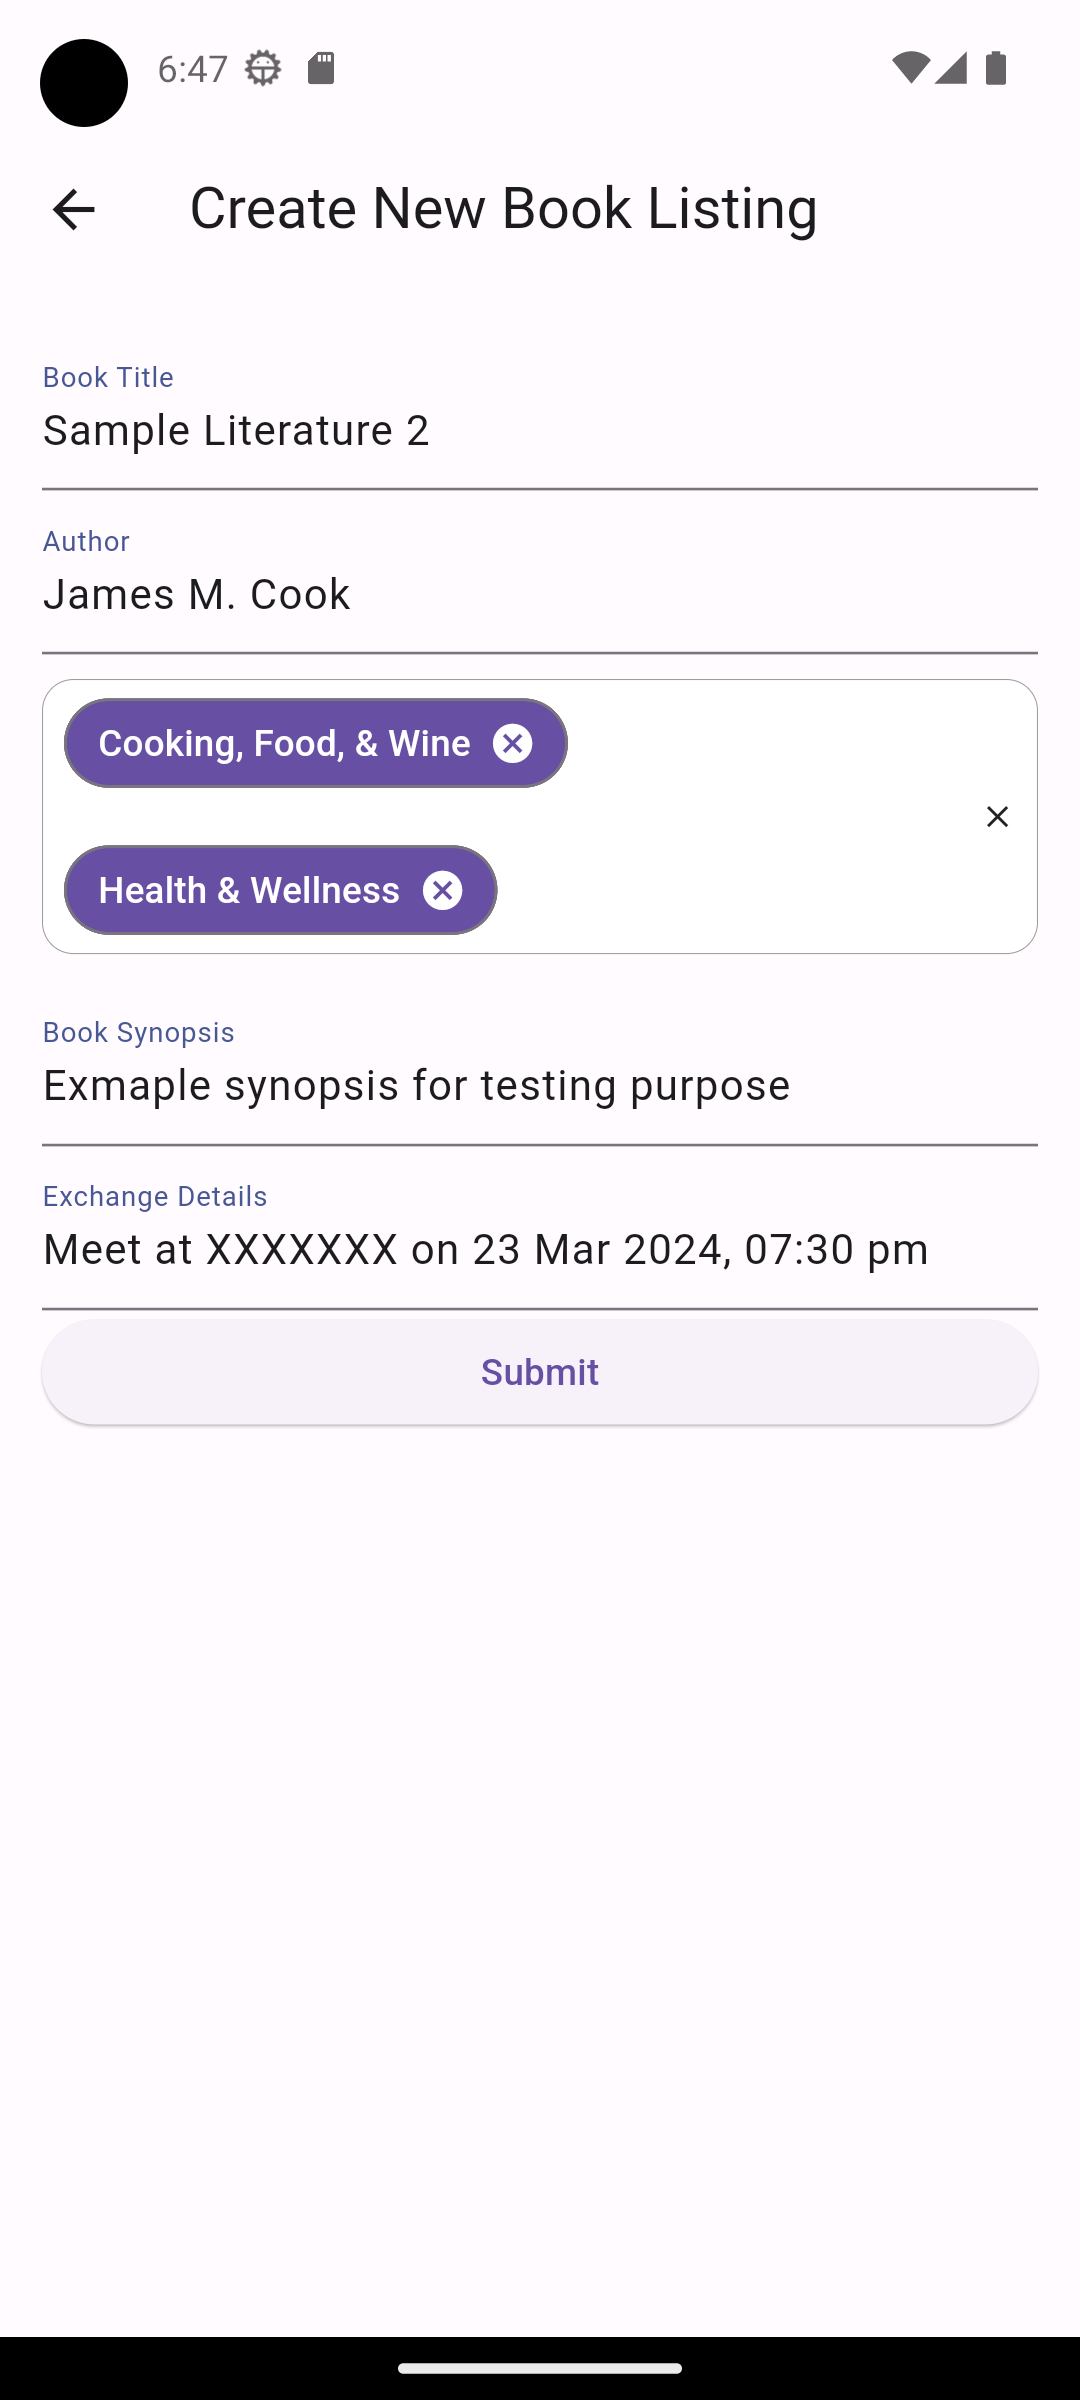 6:47
Create New Book Listing
Book Title
Sample Literature 2
Author
James M. Cook
Cooking, Food, & Wine
Health & Wellness
Book Synopsis
Exmaple synopsis for testing purpose
Exchange Details
Meet at XXXXXXX on 23 Mar 2024, 07:30 pm
Submit